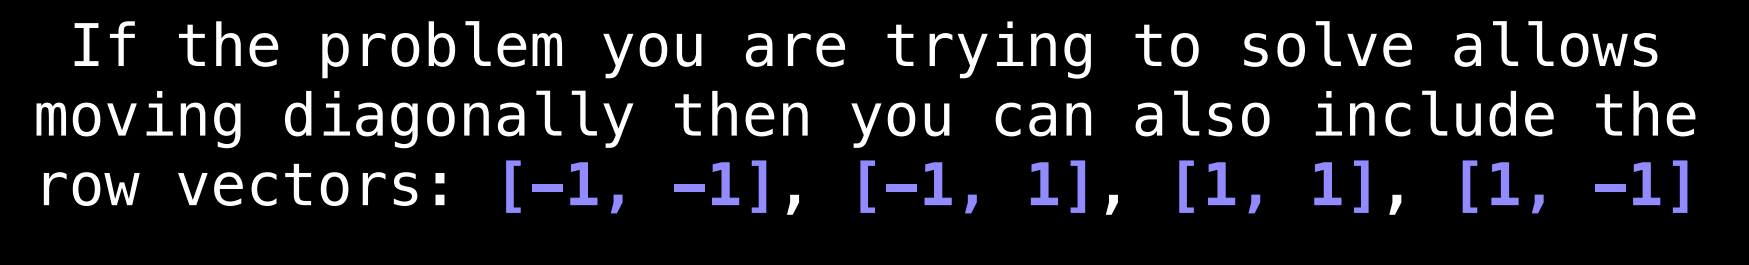 If the problem you are trying to solve allows
moving diagonally then you can also include the
row vectors: [-1, -1], [-1, 1], [1, 1], [1, -1]